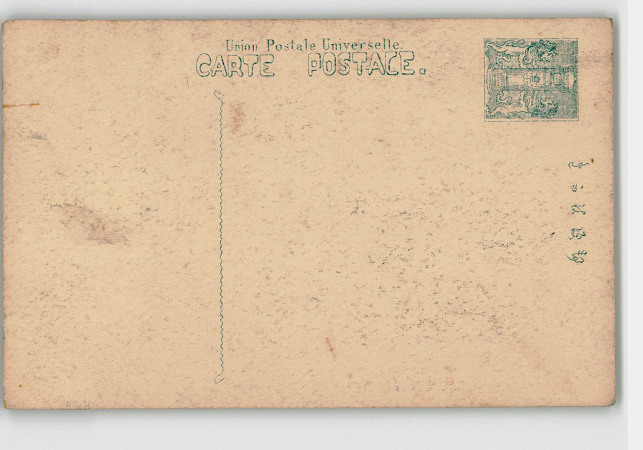 Union Postale Universelle.
CARTE POSTALE.